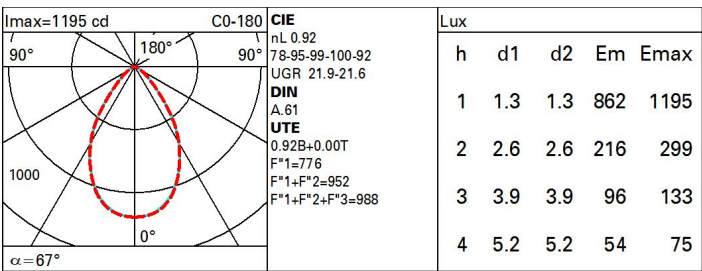 Imax=1195 cd C0-180
90° 180° 90°
1000
0°
α=67°
CIE
nL 0.92
78-95-99-100-92
UGR 21.9-21.6
DIN
A.61
UTE
0.92B+0.00T
F"1=776
F"1+F"2=952
F"1+F"2+F"3=988
Lux
h d1 d2 Em Emax
1 1.3 1.3 862 1195
2 2.6 2.6 216 299
3 3.9 3.9 96 133
4 5.2 5.2 54 75